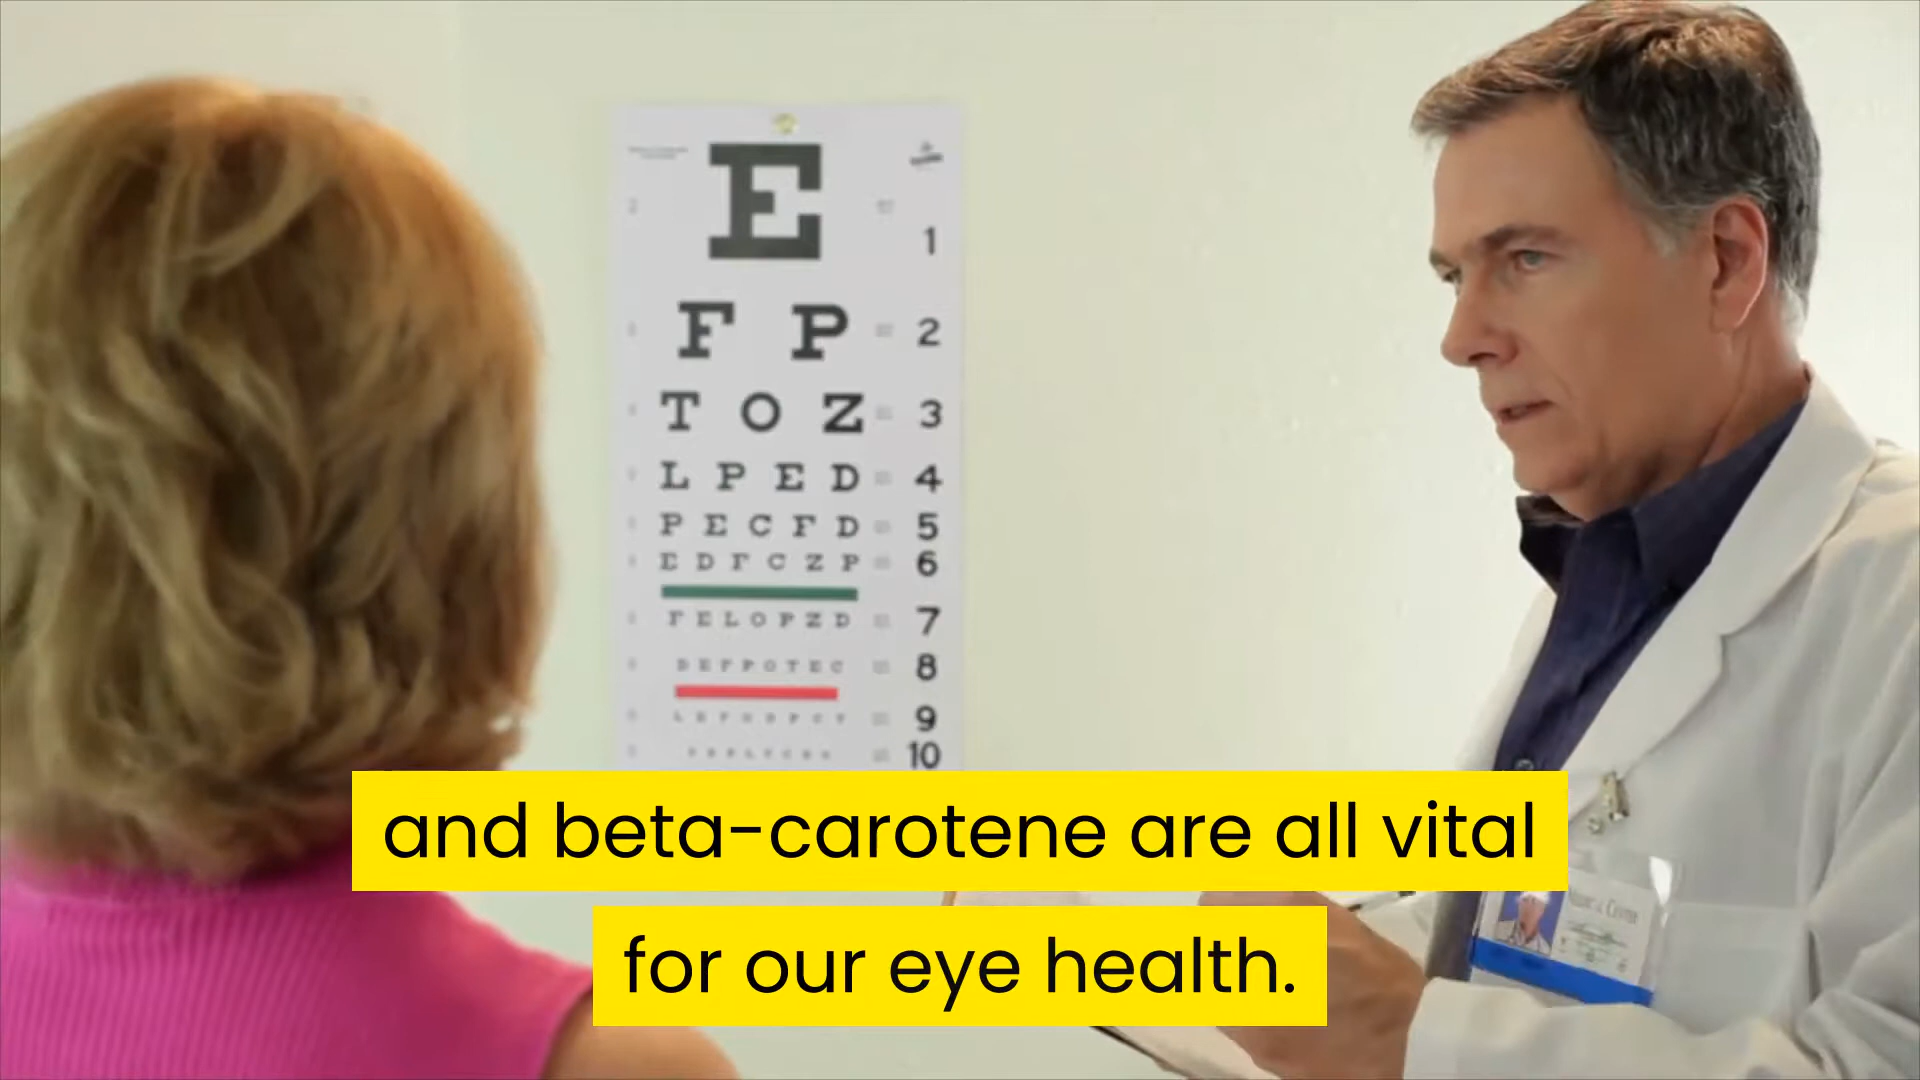 E
1
F P
2
T O Z
3
L P E D
4
P E C F D
5
E D F C Z P
6
F E L O P Z D
7
D E F P O T E C
8
9
10
and beta-carotene are all vital
for our eye health.